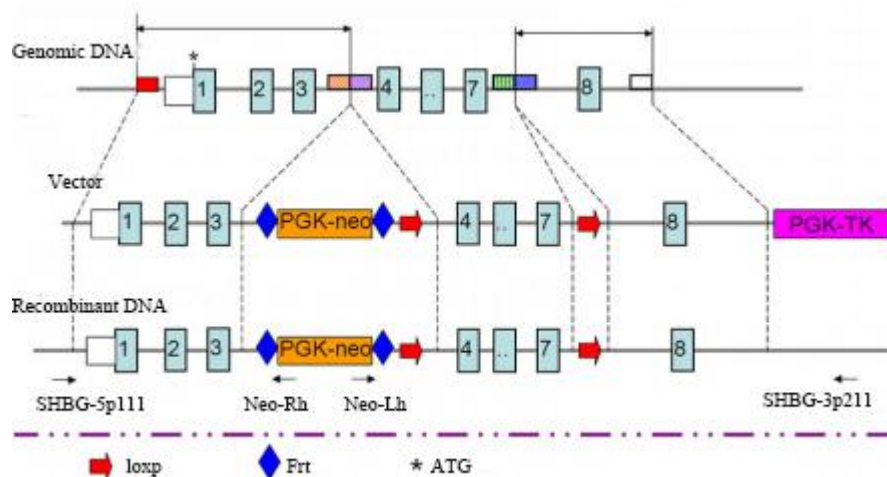 *
Genomic DNA
1 2 3 4 .. 7 8
Vector
1 2 3 PGK-neo 4 .. 7 8 PGK-TK
Recombinant DNA
1 2 3 PGK-neo 4 .. 7 8
SHBG-5p111 Neo-Rh Neo-Lh SHBG-3p211
loxp Frt * ATG